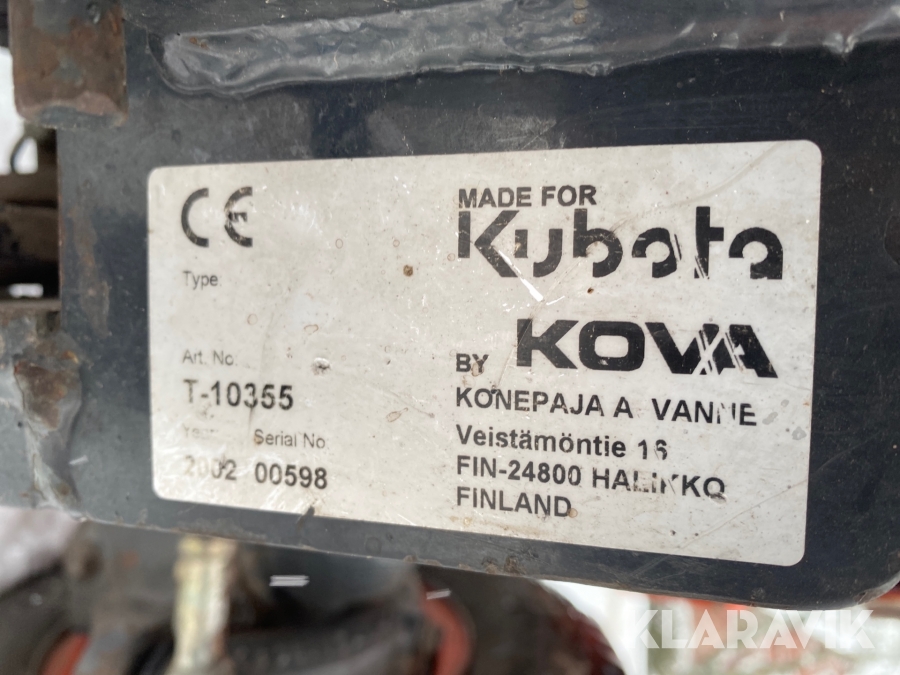 CE
MADE FOR
Kubota
Type
BY KOVA
Art. No.
T-10355
KONEPAJA A VANNE
Year Serial No
Veistämöntie 16
2002 00598
FIN-24800 HALIKKO
FINLAND
KLARAVIK